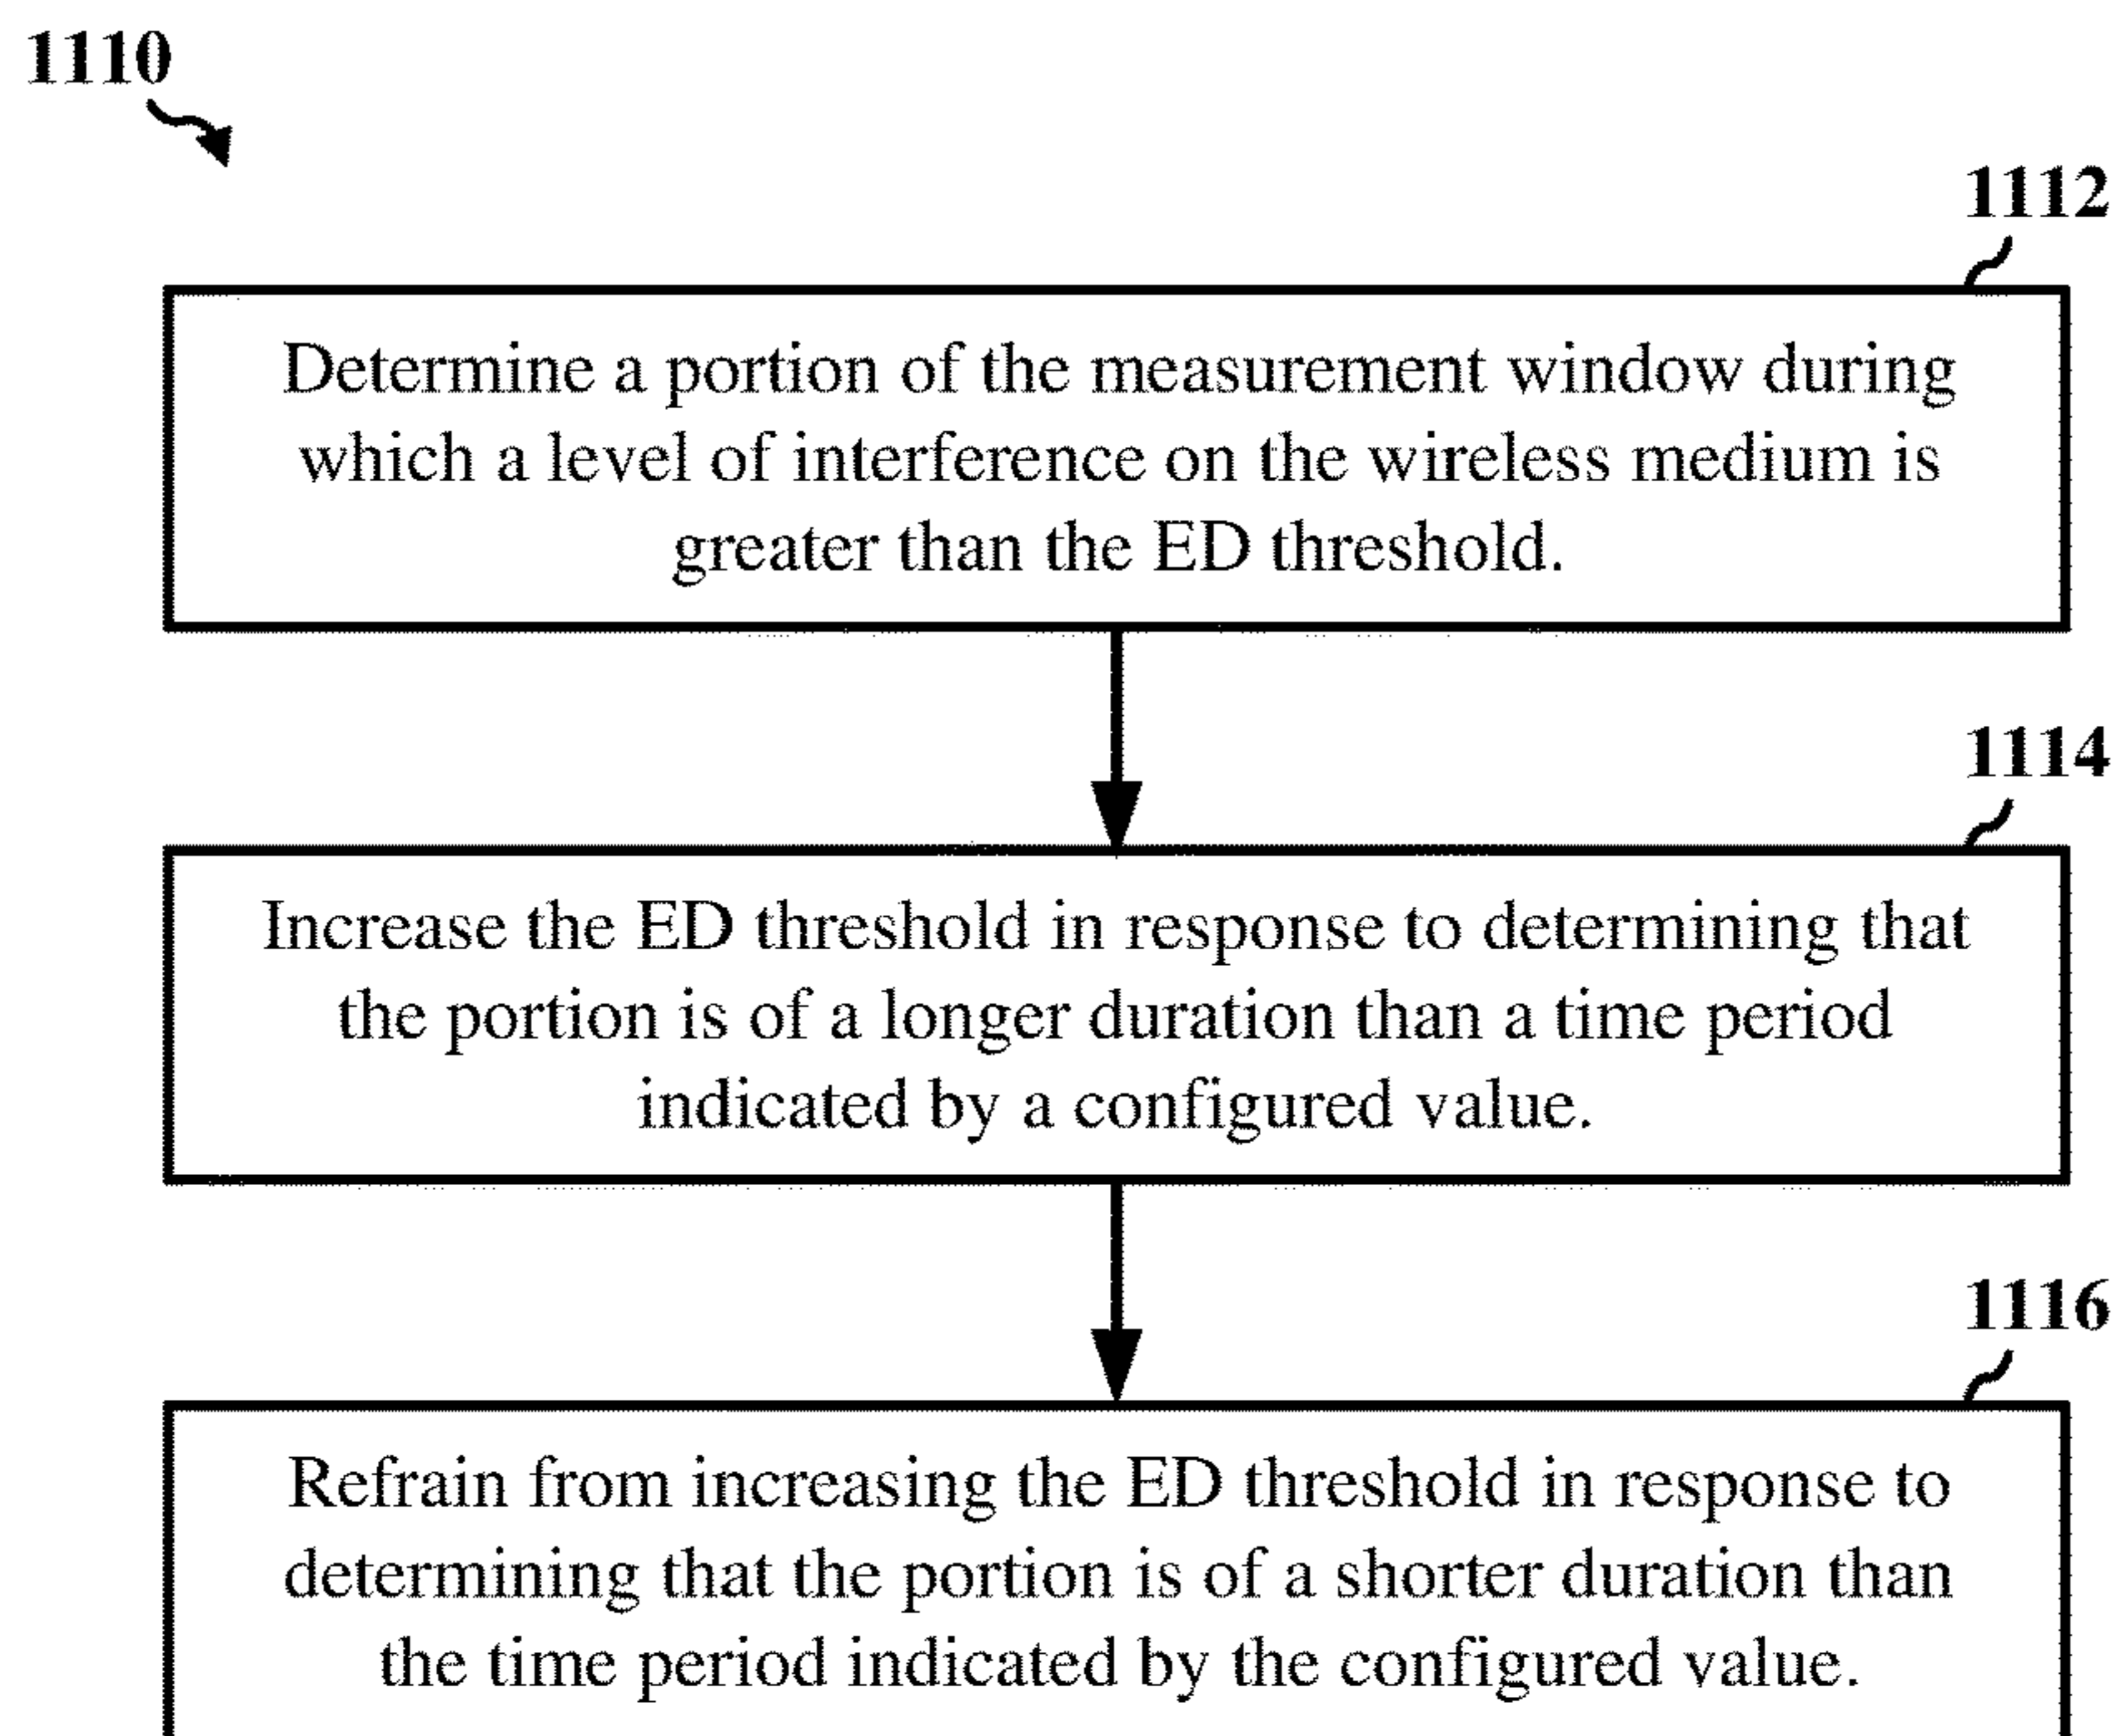 1110
1112
Determine a portion of the measurement window during
which a level of interference on the wireless medium is
greater than the ED threshold.
1114
Increase the ED threshold in response to determining that
the portion is of a longer duration than a time period
indicated by a configured value.
1116
Refrain from increasing the ED threshold in response to
determining that the portion is of a shorter duration than
the time period indicated by the configured value.